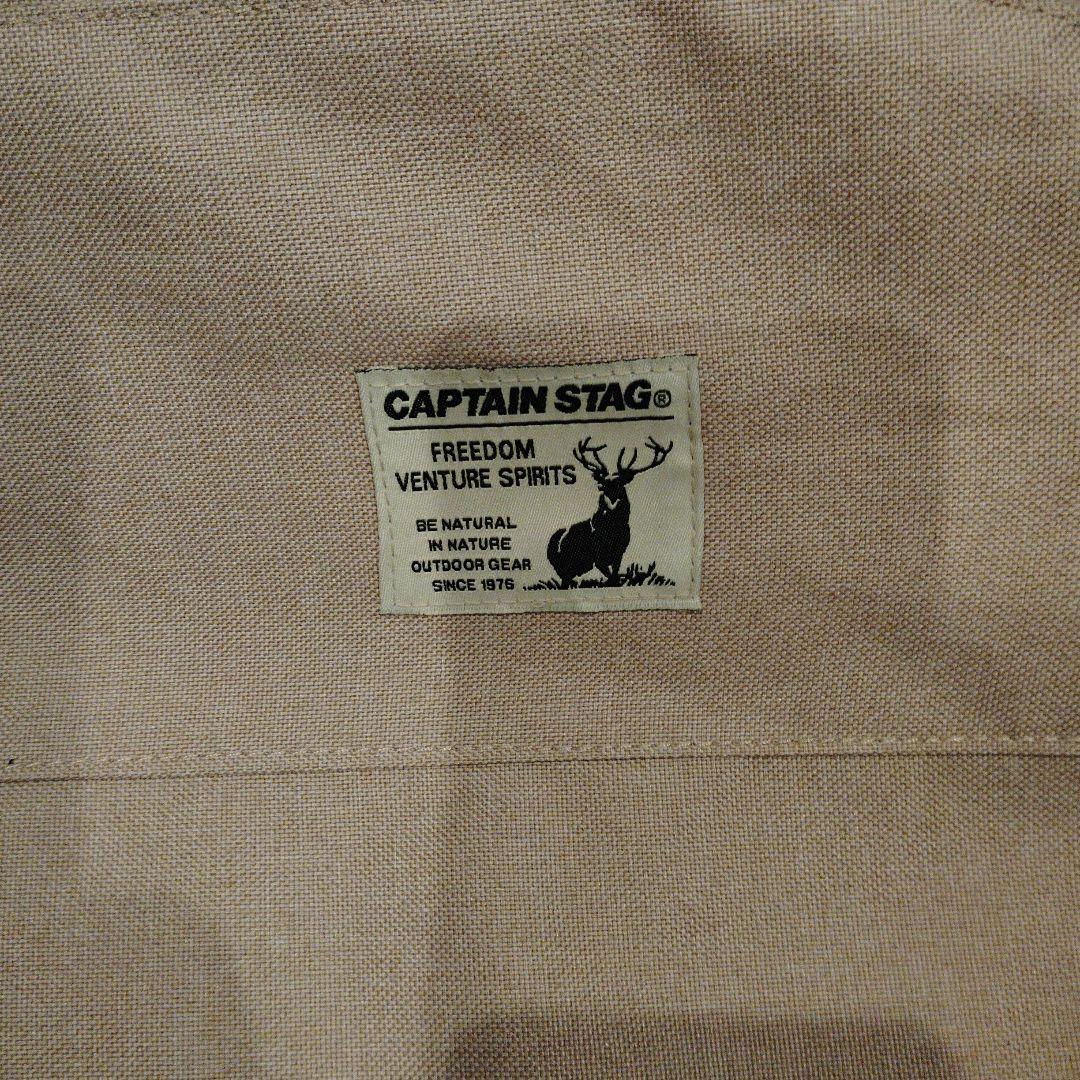 CAPTAIN STAG®
FREEDOM
VENTURE SPIRITS
BE NATURAL
IN NATURE
OUTDOOR GEAR
SINCE 1976